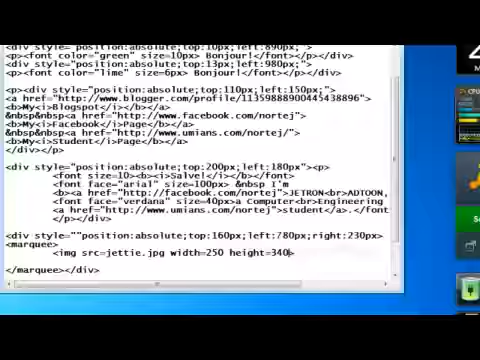 <div style="position:absolute;top:10px;left:890px;">
<p><font color="green" size=10px> Bonjour!</font></p></div>
<div style="position:absolute;top:13px;left:980px;">
<p><font color="lime" size=6px> Bonjour!</font></p></div>
<p><div style="position:absolute;top:110px;left:150px;">
<a href="http://www.blogger.com/profile/11359888900445438896">
<b>My<i>Blogspot</i></b></a>
&nbsp&nbsp<a href="http://www.facebook.com/nortej">
<b>My<i>Facebook</i>Page</b></a>
&nbsp&nbsp<a href="http://www.umians.com/nortej/">
<b>My<i>Student</i>Page</b></a>
</div></p>
<div style="position:absolute;top:200px;left:180px"><p>
<font size=10><b><i>Salve!</i></b></font>
<font face="arial" size=100px> &nbsp I'm
<b><a href="http://facebook.com/nortej">JETRON<br>ADTOON,
<font face="verdana" size=40px>a Computer<br>Engineering
<a href="http://www.umians.com/nortej/">student</a>.</font
</p></div>
<div style=""position:absolute;top:160px;left:780px;right:230px>
<marquee>
<img src=jettie.jpg width=250 height=340>
</marquee></div>
CPU